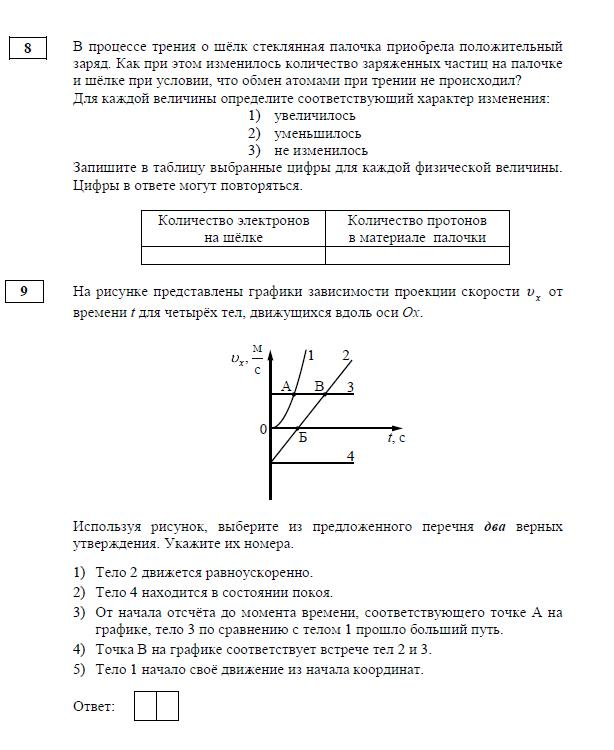 8
В процессе трения о шёлк стеклянная палочка приобрела положительный
заряд. Как при этом изменилось количество заряженных частиц на палочке
и шёлке при условии, что обмен атомами при трении не происходил?
Для каждой величины определите соответствующий характер изменения:
1) увеличилось
2) уменьшилось
3) не изменилось
Запишите в таблицу выбранные цифры для каждой физической величины.
Цифры в ответе могут повторяться.
Количество электронов
на шёлке
Количество протонов
в материале палочки
9
На рисунке представлены графики зависимости проекции скорости υx от
времени t для четырёх тел, движущихся вдоль оси Ox.
υx, м/с
1
2
А
В
3
0
Б
t, с
4
Используя рисунок, выберите из предложенного перечня два верных
утверждения. Укажите их номера.
1) Тело 2 движется равноускоренно.
2) Тело 4 находится в состоянии покоя.
3) От начала отсчёта до момента времени, соответствующего точке А на
графике, тело 3 по сравнению с телом 1 прошло больший путь.
4) Точка В на графике соответствует встрече тел 2 и 3.
5) Тело 1 начало своё движение из начала координат.
Ответ: